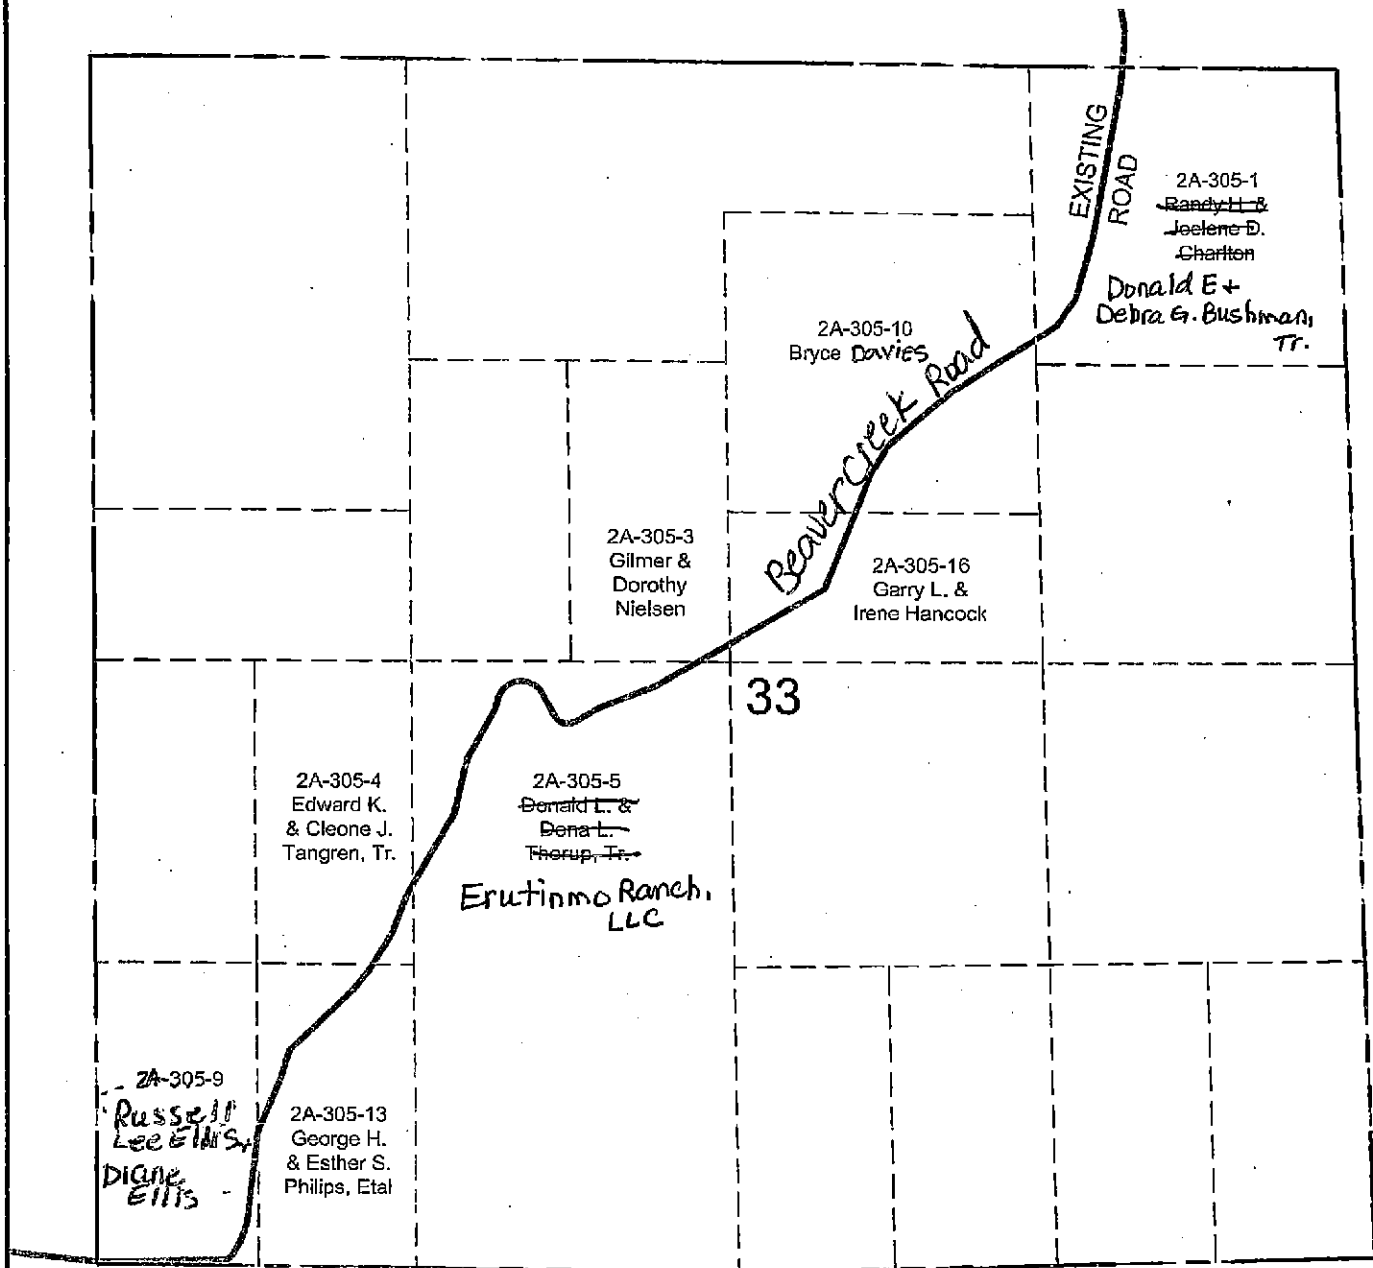 EXISTING
ROAD
2A-305-1
Randy H. &
Joelene D.
Charlton
Donald E +
Debra G. Bushman,
Tr.
2A-305-10
Bryce Davies
Beaver Creek Road
2A-305-3
Gilmer &
Dorothy
Nielsen
2A-305-16
Garry L. &
Irene Hancock
33
2A-305-4
Edward K.
& Cleone J.
Tangren, Tr.
2A-305-5
Donald L. &
Dona L.
Thorup, Tr.
Erutinmo Ranch,
LLC
2A-305-9
Russell
Lee Ellis,
Diane
Ellis
2A-305-13
George H.
& Esther S.
Philips, Etal